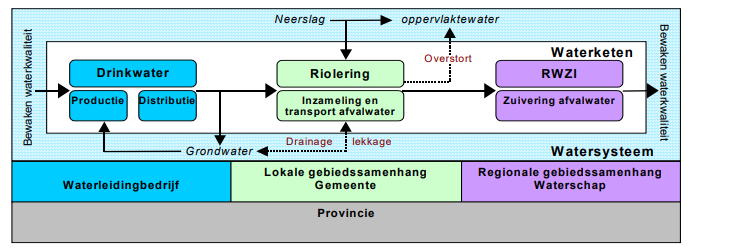 Neerslag oppervlaktewater
Bewaken waterkwaliteit
Waterketen
Bewaken waterkwaliteit
Overstort
Drinkwater
Riolering
RWZI
Productie
Distributie
Inzameling en
transport afvalwater
Zuivering afvalwater
Drainage lekkage
Grondwater
Watersysteem
Waterleidingbedrijf
Lokale gebiedssamenhang
Gemeente
Regionale gebiedssamenhang
Waterschap
Provincie